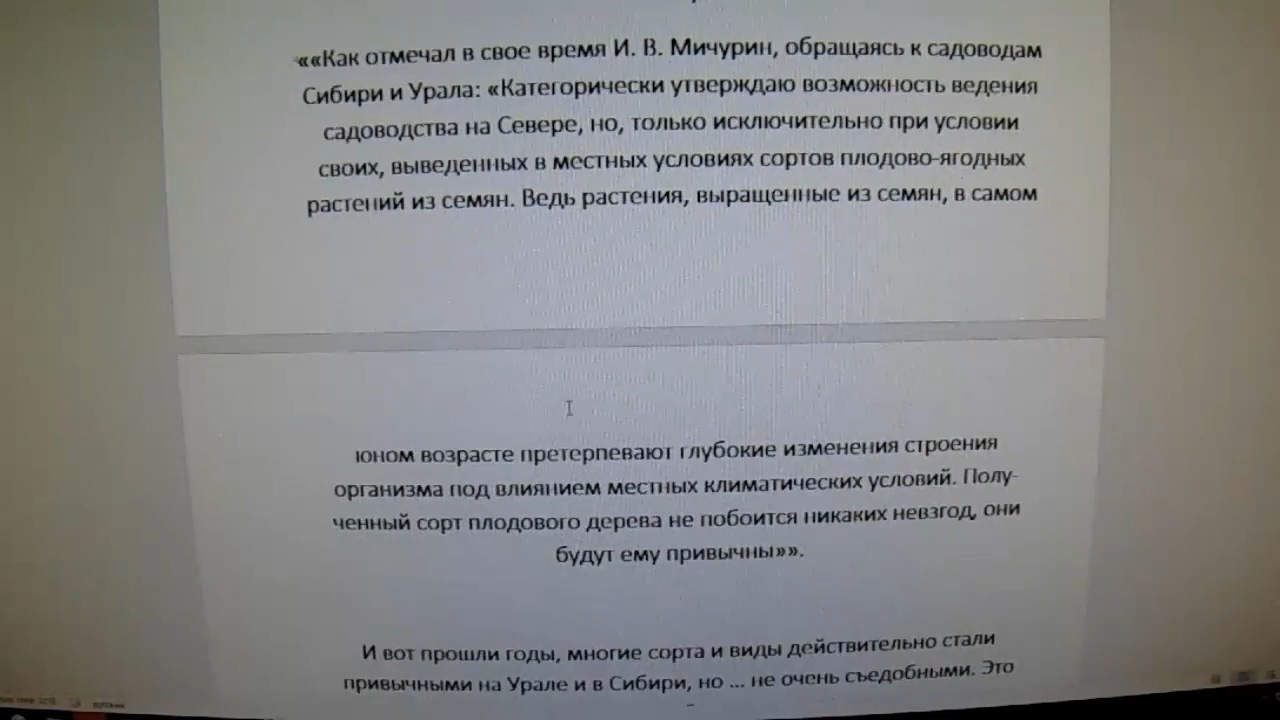 ««Как отмечал в свое время И. В. Мичурин, обращаясь к садоводам
Сибири и Урала: «Категорически утверждаю возможность ведения
садоводства на Севере, но, только исключительно при условии
своих, выведенных в местных условиях сортов плодово-ягодных
растений из семян. Ведь растения, выращенные из семян, в самом
юном возрасте претерпевают глубокие изменения строения
организма под влиянием местных климатических условий. Полу-
ченный сорт плодового дерева не побоится никаких невзгод, они
будут ему привычны»».
И вот прошли годы, многие сорта и виды действительно стали
привычными на Урале и в Сибири, но ... не очень съедобными. Это
русский